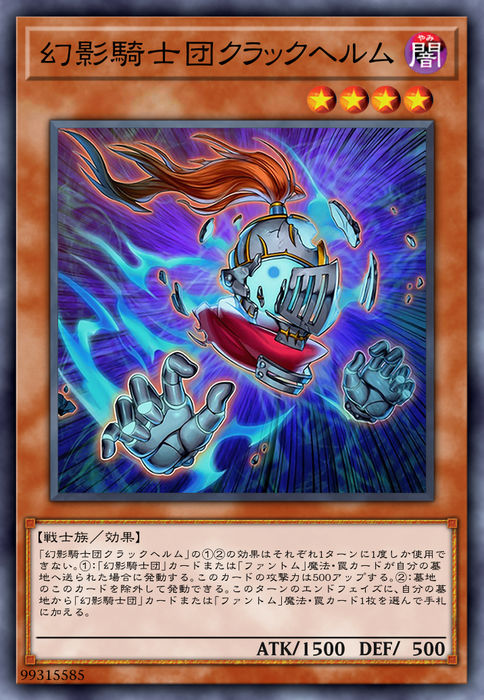 幻影騎士団クラックヘルム
やみ
闇
【戦士族／効果】
「幻影騎士団クラックヘルム」の①②の効果はそれぞれ1ターンに1度しか使用で
きない。①：「幻影騎士団」カードまたは「ファントム」魔法・罠カードが自分の墓
地へ送られた場合に発動する。このカードの攻撃力は500アップする。②：墓地
のこのカードを除外して発動できる。このターンのエンドフェイズに、自分の墓
地から「幻影騎士団」カードまたは「ファントム」魔法・罠カード1枚を選んで手札
に加える。
ATK/1500 DEF/ 500
99315585